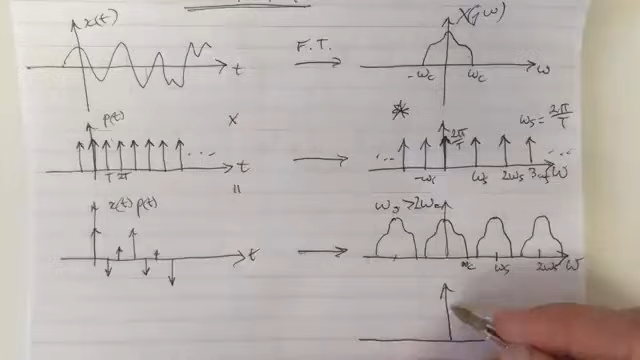 x(t)
t
F.T.
X(jω)
-ωc
ωc
ω
p(t)
x
T 2T
...
t
=
*
ωs = 2π/T
2π/T
...
-ωs
ωs
2ωs
3ωs
ω
...
x(t) p(t)
t
ωs > 2ωc
ωc
ωs
2ωs
ω